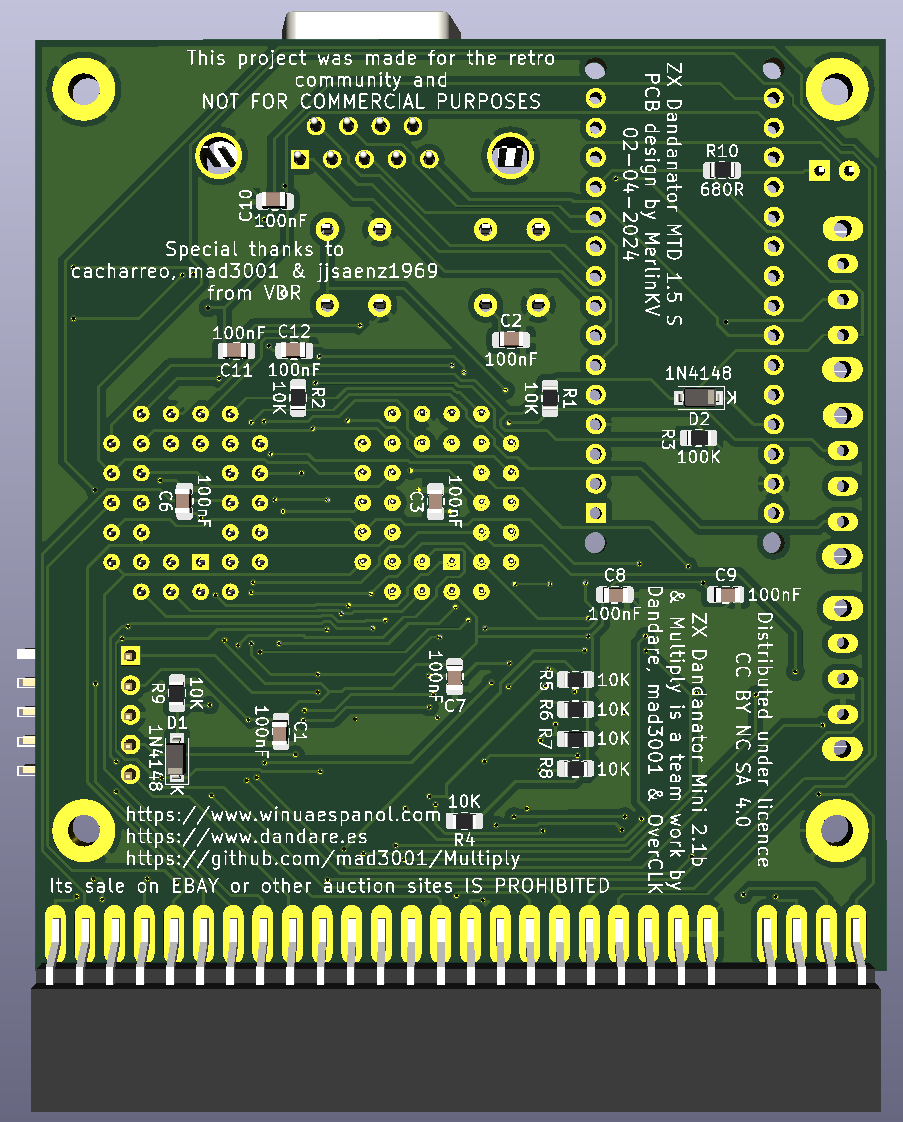 This project was made for the retro
community and
NOT FOR COMMERCIAL PURPOSES
ZX Dandanator MTD 1.5 S
PCB design by MerlinKV
02-04-2024
R10
680R
C10
100nF
Special thanks to
cacharreo, mad3001 & jjsaenz1969
from VDR
100nF
C11
C12
100nF
C2
100nF
R2
10K
R1
10K
1N4148
K
D2
R3
100K
C6
100nF
C3
100nF
C8
100nF
C9
100nF
ZX Dandanator Mini 2.1b
& Multiply is a team work by
Dandare, mad3001 & OverCLK
Distributed under licence
CC BY NC SA 4.0
R9
10K
D1
1N4148
K
C1
100nF
C7
100nF
R5
10K
R6
10K
R7
10K
R8
10K
10K
R4
https://www.winuaespanol.com
https://www.dandare.es
https://github.com/mad3001/Multiply
Its sale on EBAY or other auction sites IS PROHIBITED